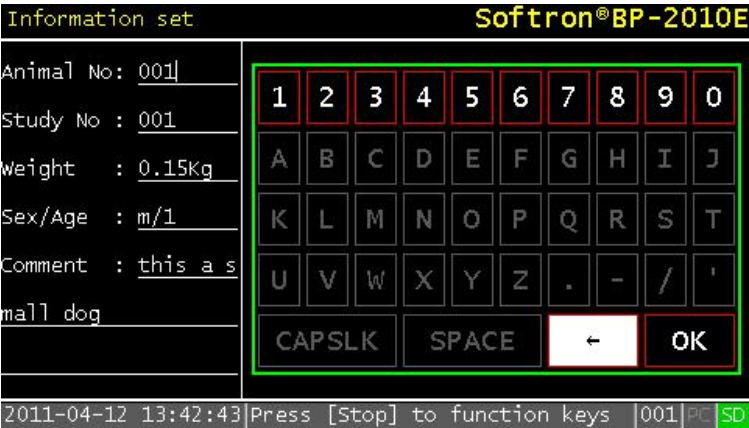 Information set
Softron®BP-2010E
Animal No: 001
Study No : 001
Weight : 0.15Kg
Sex/Age : m/1
Comment : this a s
mall dog
1 2 3 4 5 6 7 8 9 0
A B C D E F G H I J
K L M N O P Q R S T
U V W X Y Z . - / '
CAPSLK SPACE ← OK
2011-04-12 13:42:43 Press [Stop] to function keys 001 PC SD